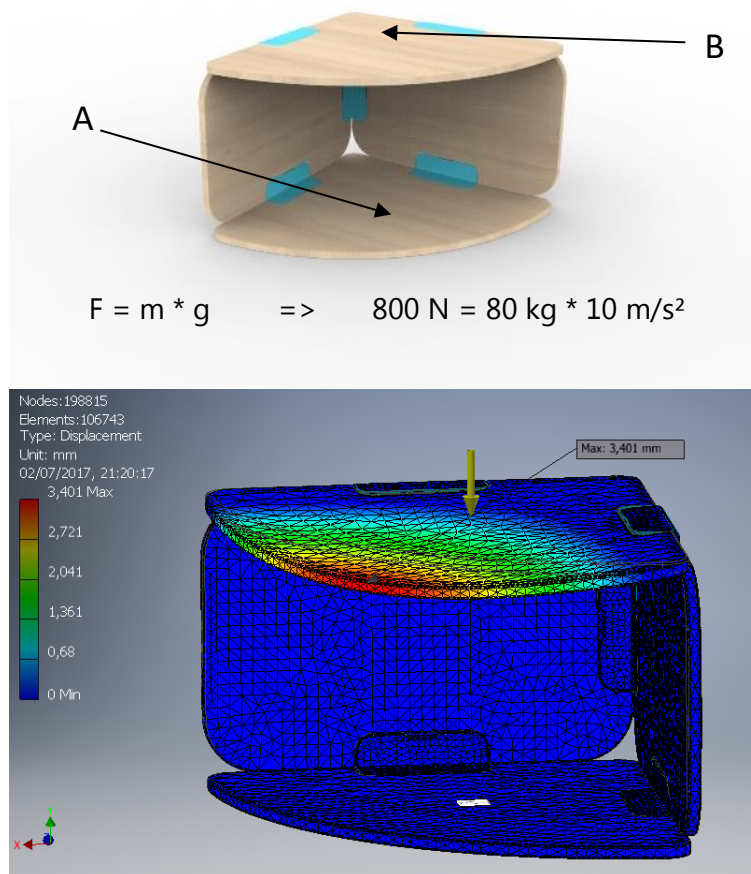 B
A
F = m * g => 800 N = 80 kg * 10 m/s²
Nodes:198815
Elements:106743
Type: Displacement
Unit: mm
02/07/2017, 21:20:17
3,401 Max
2,721
2,041
1,361
0,68
0 Min
Max: 3,401 mm
Y
X